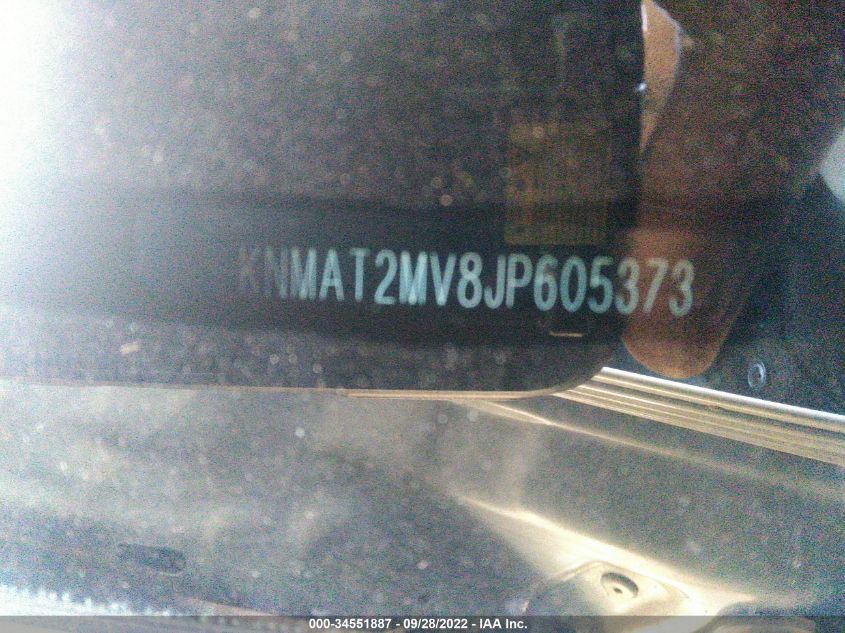 KNMAT2MV8JP605373
000-34551887 - 09/28/2022 - IAA Inc.